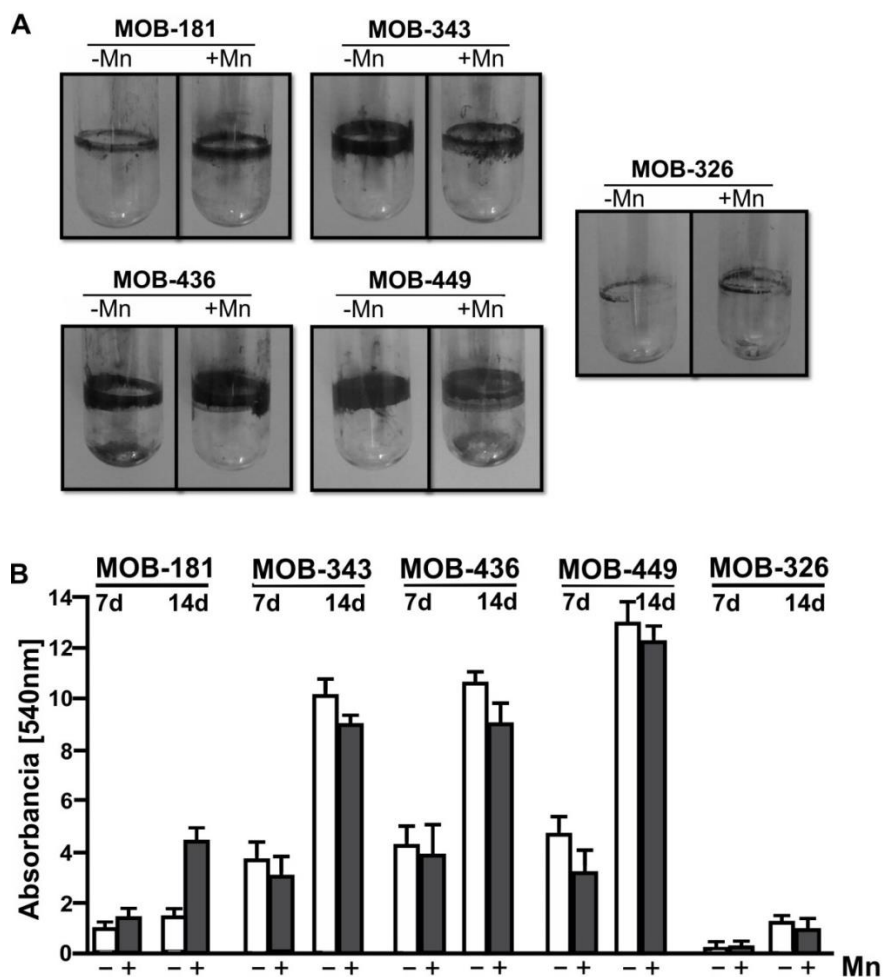 A
MOB-181
-Mn +Mn
MOB-343
-Mn +Mn
MOB-326
-Mn +Mn
MOB-436
-Mn +Mn
MOB-449
-Mn +Mn
B
MOB-181 MOB-343 MOB-436 MOB-449 MOB-326
7d 14d 7d 14d 7d 14d 7d 14d 7d 14d
Absorbancia [540nm]
14
12
10
8
6
4
2
0
– + – + – + – + – + – + – + – + – + – + Mn